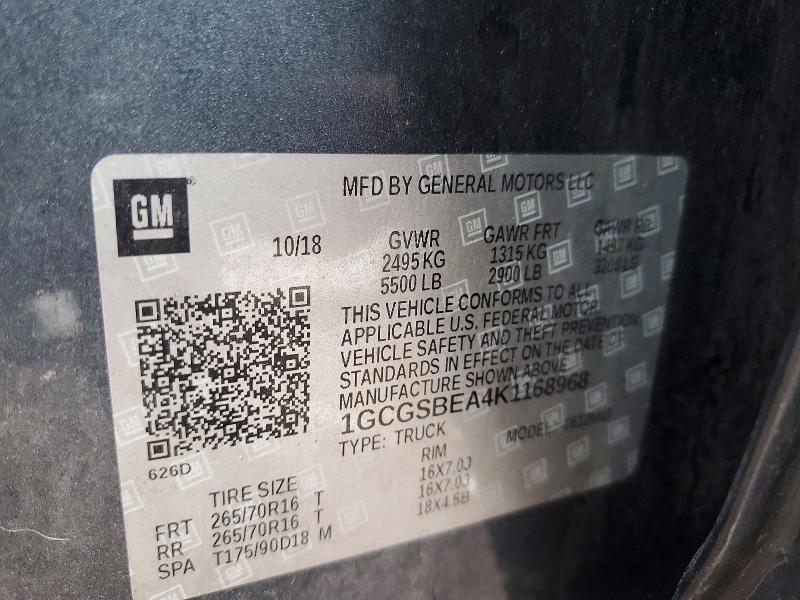 GM
MFD BY GENERAL MOTORS LLC
10/18
GVWR GAWR FRT GAWR RR
2495 KG 1315 KG
5500 LB 2900 LB
THIS VEHICLE CONFORMS TO ALL
APPLICABLE U.S. FEDERAL MOTOR
VEHICLE SAFETY AND THEFT PREVENTION
STANDARDS IN EFFECT ON THE DATE OF
MANUFACTURE SHOWN ABOVE
1GCGSBEA4K1168968
TYPE: TRUCK MODEL:
626D
TIRE SIZE RIM
FRT 265/70R16 T 16X7.0J
RR 265/70R16 T 16X7.0J
SPA T175/90D18 M 18X4.5B